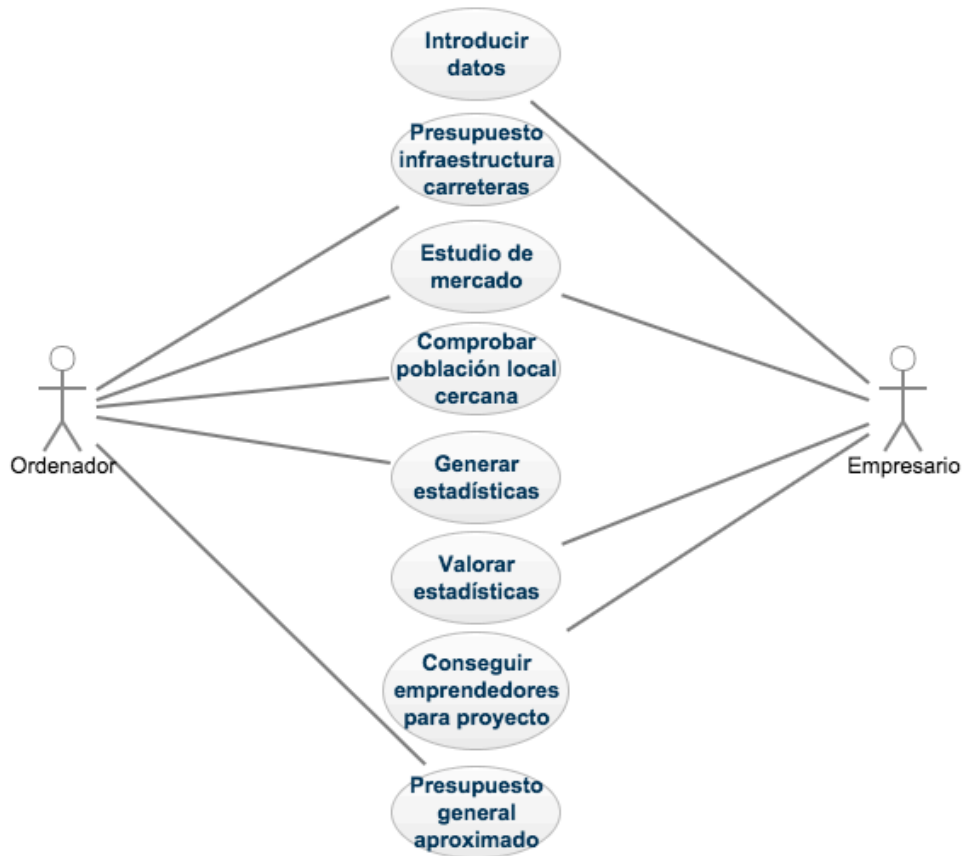 Introducir
datos
Presupuesto
infraestructura
carreteras
Estudio de
mercado
Comprobar
población local
cercana
Ordenador
Empresario
Generar
estadísticas
Valorar
estadísticas
Conseguir
emprendedores
para proyecto
Presupuesto
general
aproximado